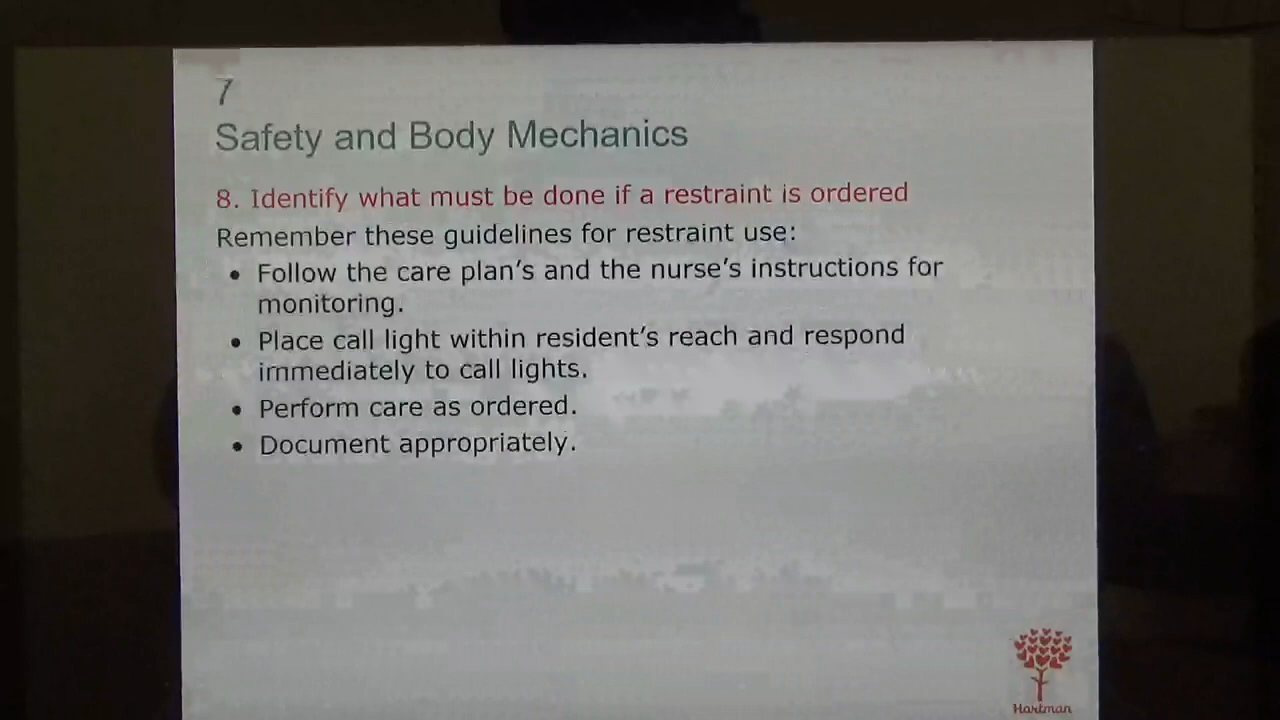 7
Safety and Body Mechanics
8. Identify what must be done if a restraint is ordered
Remember these guidelines for restraint use:
• Follow the care plan's and the nurse's instructions for
monitoring.
• Place call light within resident's reach and respond
immediately to call lights.
• Perform care as ordered.
• Document appropriately.
Hartman